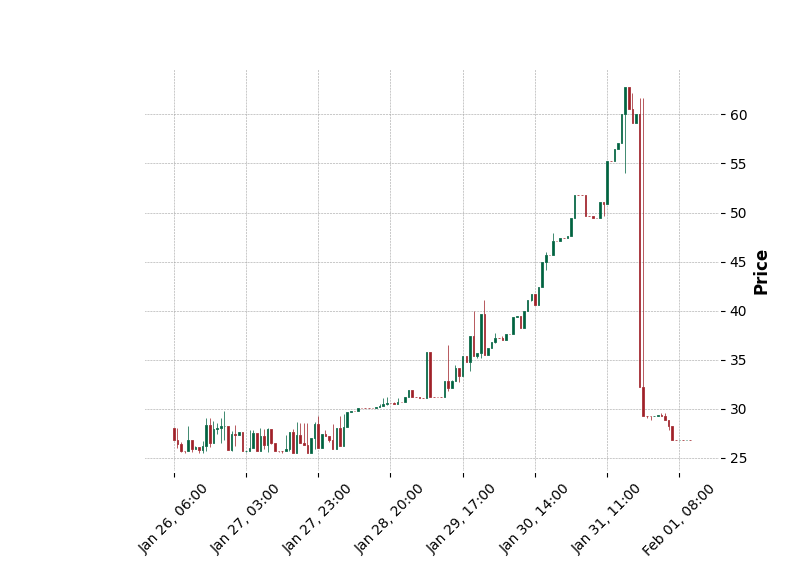 60
55
50
45
40
35
30
25
Price
Jan 26, 06:00
Jan 27, 03:00
Jan 27, 23:00
Jan 28, 20:00
Jan 29, 17:00
Jan 30, 14:00
Jan 31, 11:00
Feb 01, 08:00